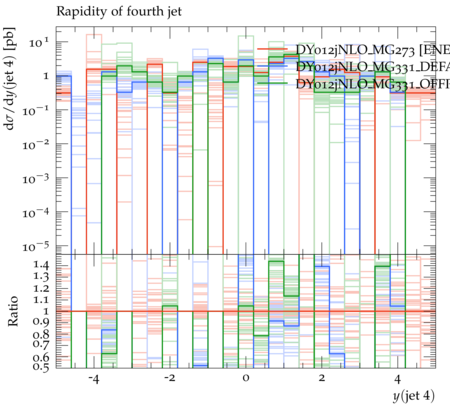 Rapidity of fourth jet
dσ/dy(jet 4) [pb]
DY012jNLO_MG273 [ENE
DY012jNLO_MG331_DEFA
DY012jNLO_MG331_OFFI
10^1
1
10^−1
10^−2
10^−3
10^−4
10^−5
Ratio
1.4
1.3
1.2
1.1
1
0.9
0.8
0.7
0.6
0.5
-4 -2 0 2 4
y(jet 4)